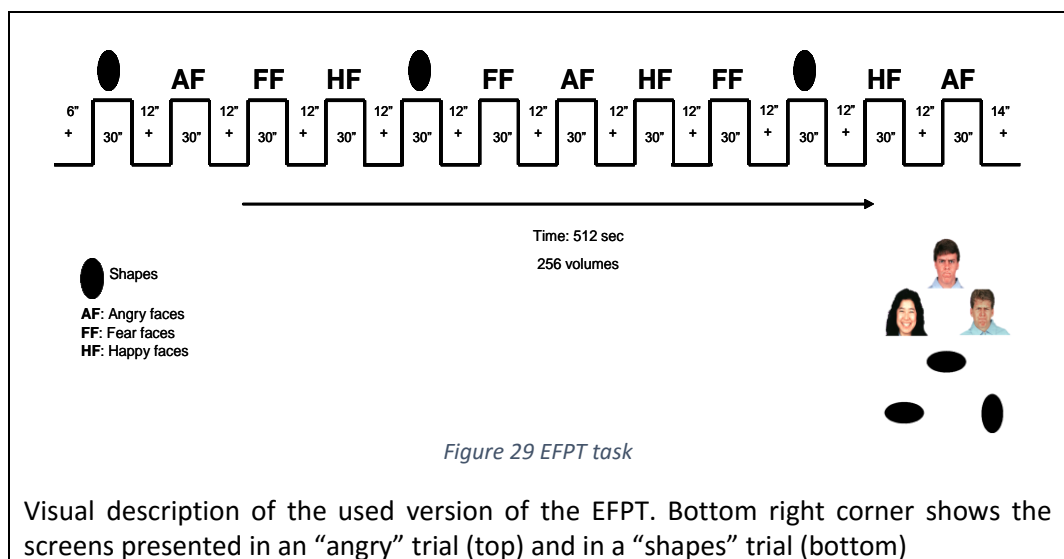 AF FF HF FF AF HF FF HF AF
6" 12" 12" 12" 12" 12" 12" 12" 12" 12" 12" 12" 14"
+ + + + + + + + + + + + +
30" 30" 30" 30" 30" 30" 30" 30" 30" 30" 30" 30"
Time: 512 sec
256 volumes
Shapes
AF: Angry faces
FF: Fear faces
HF: Happy faces
Figure 29 EFPT task
Visual description of the used version of the EFPT. Bottom right corner shows the
screens presented in an “angry” trial (top) and in a “shapes” trial (bottom)